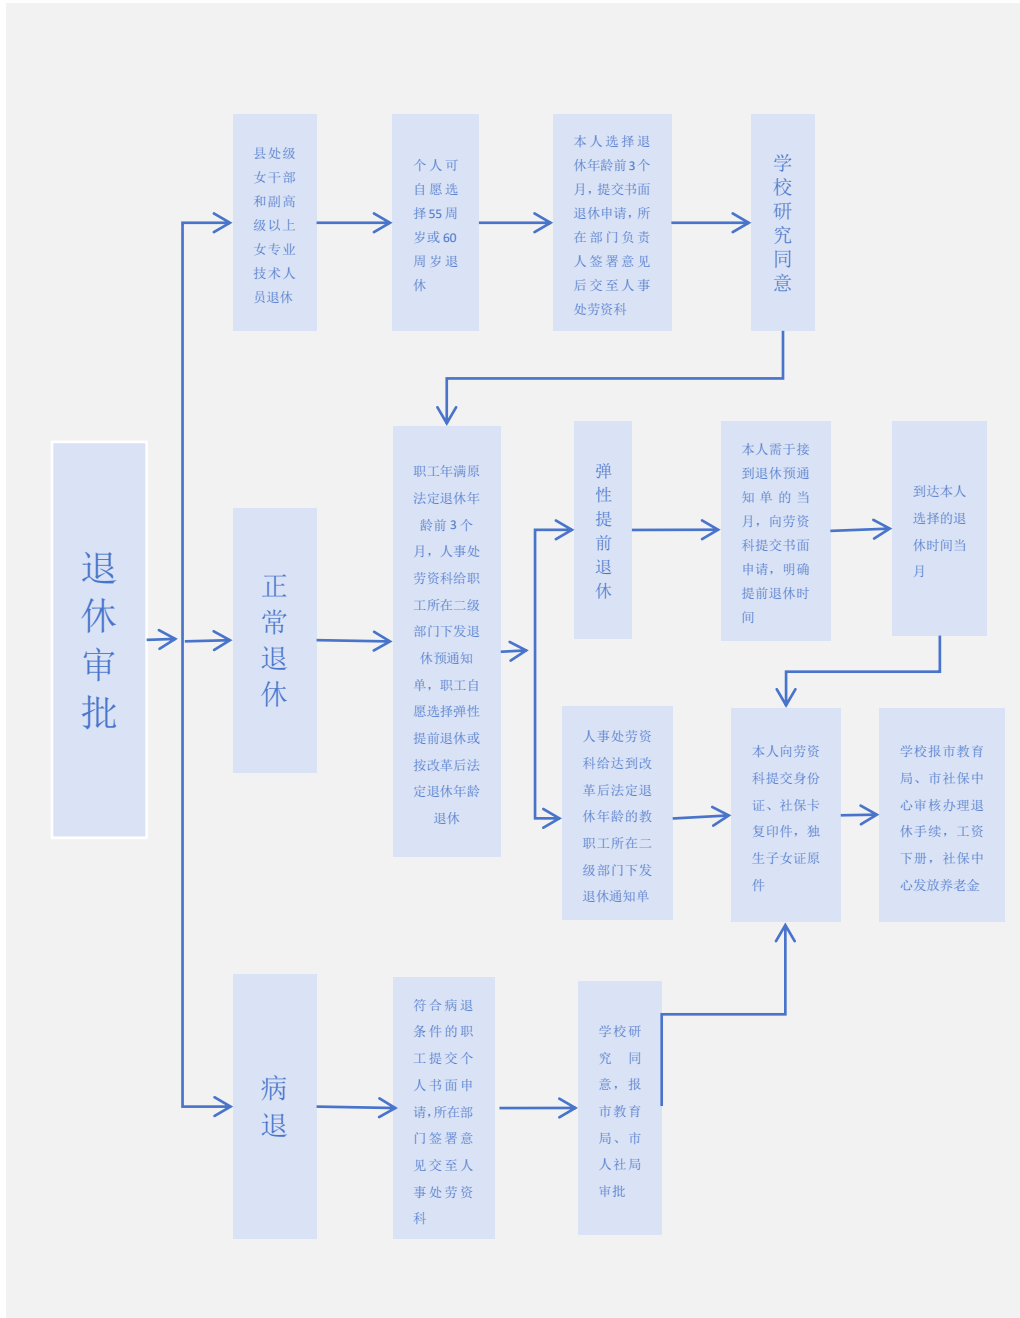 县处级
女干部
和副高
级以上
女专业
技术人
员退休
个人可
自愿选
择55周
岁或60
周岁退
休
本人选择退
休年龄前3个
月，提交书面
退休申请，所
在部门负责
人签署意见
后交至人事
处劳资科
学
校
研
究
同
意
退
休
审
批
正
常
退
休
职工年满原
法定退休年
龄前3个
月，人事处
劳资科给职
工所在二级
部门下发退
休预通知
单，职工自
愿选择弹性
提前退休或
按改革后法
定退休年龄
退休
弹
性
提
前
退
休
本人需于接
到退休预通
知单的当
月，向劳资
科提交书面
申请，明确
提前退休时
间
到达本人
选择的退
休时间当
月
人事处劳资
科给达到改
革后法定退
休年龄的教
职工所在二
级部门下发
退休通知单
本人向劳资
科提交身份
证、社保卡
复印件，独
生子女证原
件
学校报市教育
局、市社保中
心审核办理退
休手续，工资
下册，社保中
心发放养老金
病
退
符合病退
条件的职
工提交个
人书面申
请，所在部
门签署意
见交至人
事处劳资
科
学校研
究同
意，报
市教育
局、市
人社局
审批